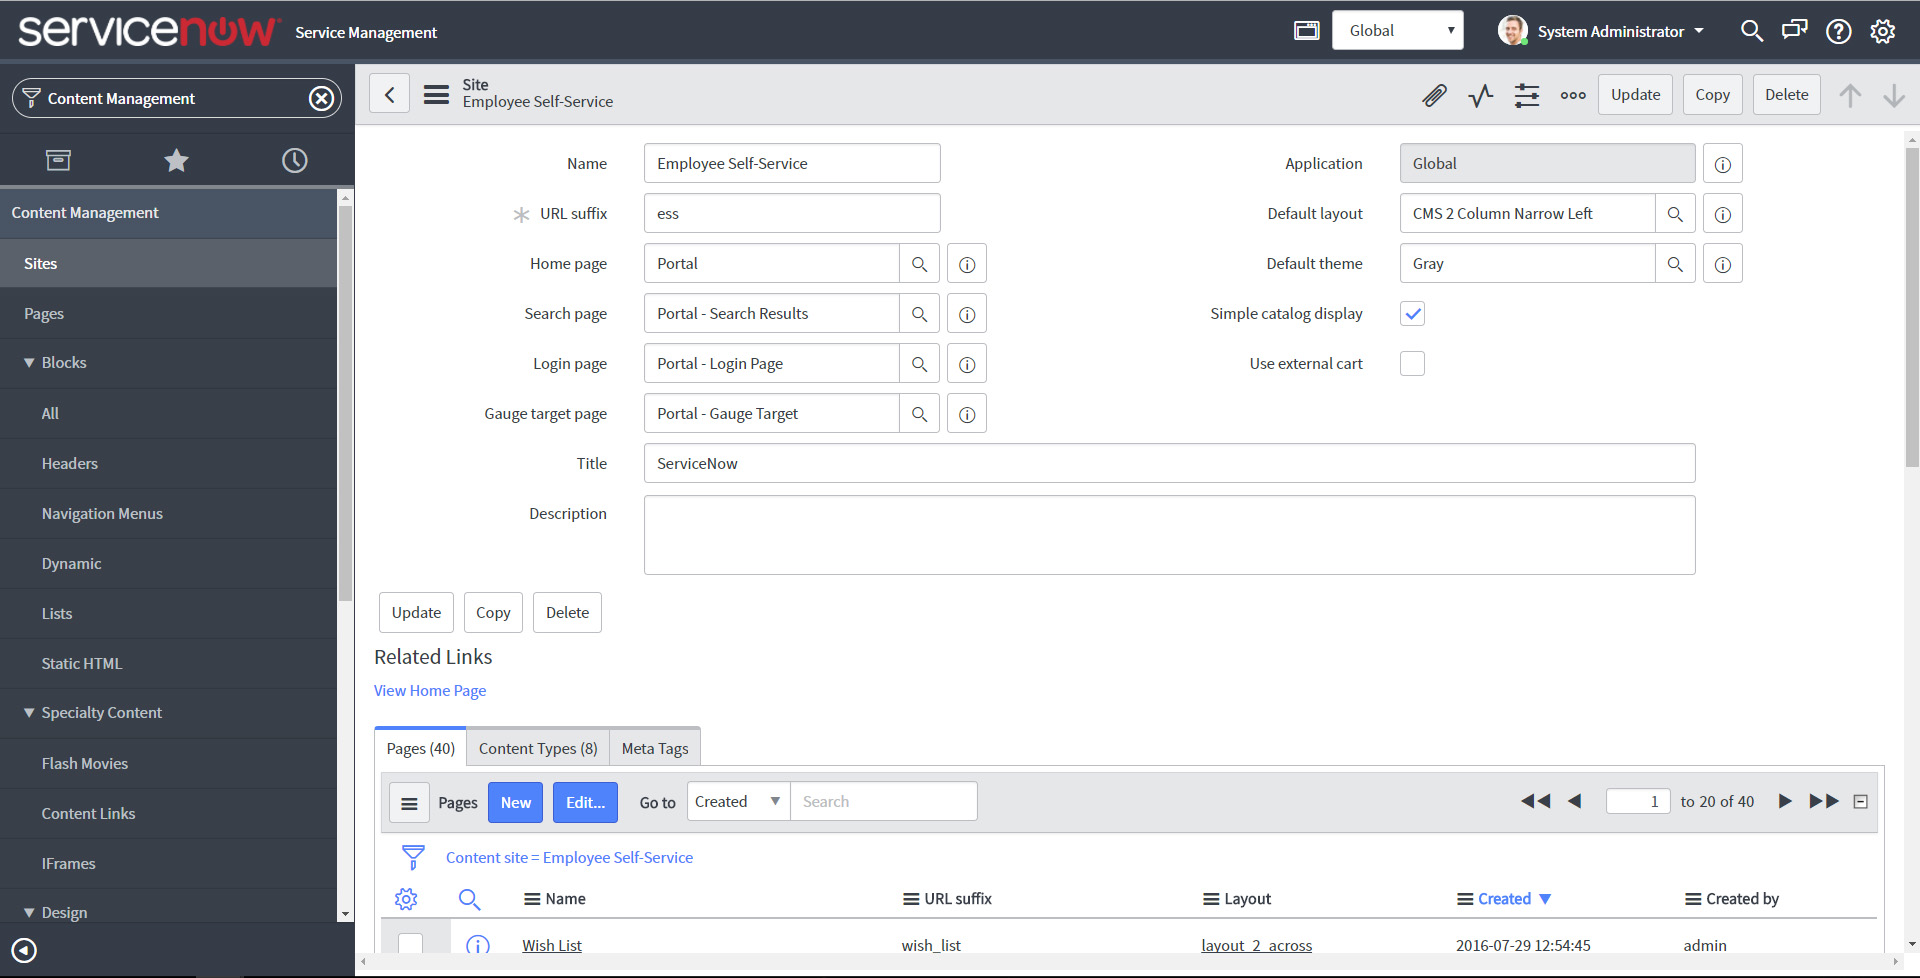 servicenow Service Management
Global
System Administrator
Content Management
Site
Employee Self-Service
Update
Copy
Delete
Content Management
Sites
Pages
Blocks
All
Headers
Navigation Menus
Dynamic
Lists
Static HTML
Specialty Content
Flash Movies
Content Links
IFrames
Design
Name Employee Self-Service
URL suffix ess
Home page Portal
Search page Portal - Search Results
Login page Portal - Login Page
Gauge target page Portal - Gauge Target
Application Global
Default layout CMS 2 Column Narrow Left
Default theme Gray
Simple catalog display
Use external cart
Title ServiceNow
Description
Update Copy Delete
Related Links
View Home Page
Pages (40) Content Types (8) Meta Tags
Pages New Edit... Go to Created Search 1 to 20 of 40
Content site = Employee Self-Service
Name URL suffix Layout Created Created by
Wish List wish_list layout_2_across 2016-07-29 12:54:45 admin